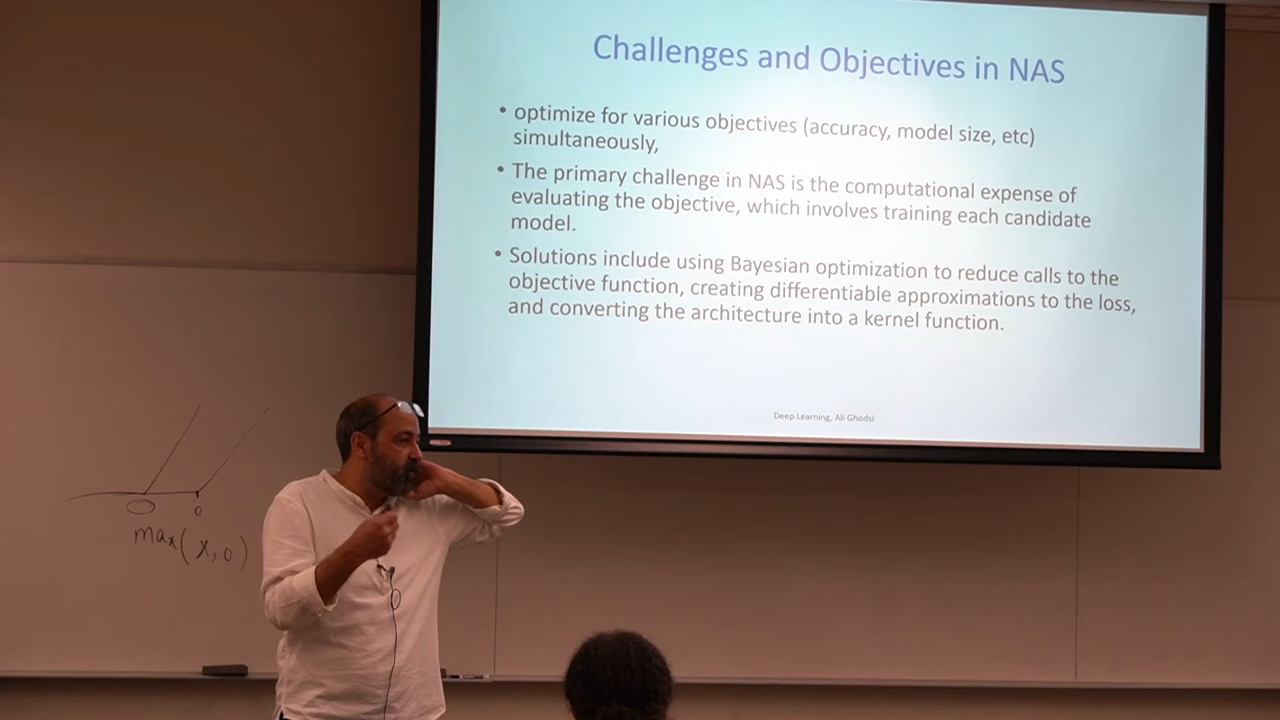 Challenges and Objectives in NAS
• optimize for various objectives (accuracy, model size, etc)
simultaneously,
• The primary challenge in NAS is the computational expense of
evaluating the objective, which involves training each candidate
model.
• Solutions include using Bayesian optimization to reduce calls to the
objective function, creating differentiable approximations to the loss,
and converting the architecture into a kernel function.
Deep Learning, Ali Ghodsi
0
max(x,0)